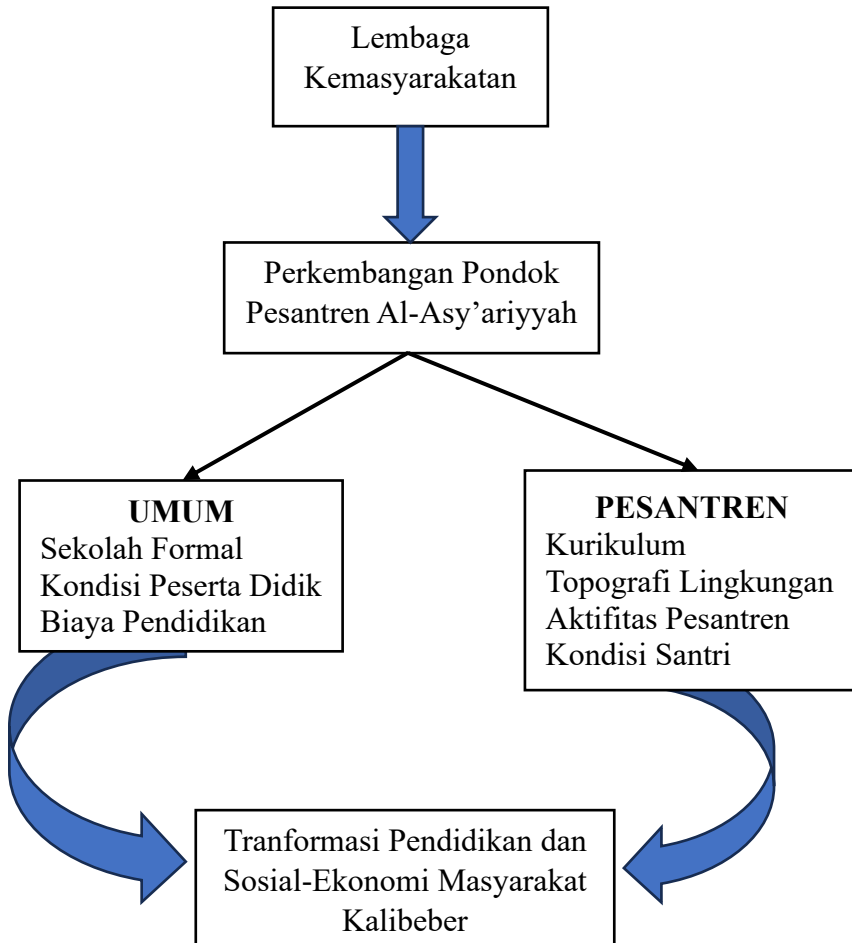 Lembaga
Kemasyarakatan
Perkembangan Pondok
Pesantren Al-Asy’ariyyah
UMUM
Sekolah Formal
Kondisi Peserta Didik
Biaya Pendidikan
PESANTREN
Kurikulum
Topografi Lingkungan
Aktifitas Pesantren
Kondisi Santri
Tranformasi Pendidikan dan
Sosial-Ekonomi Masyarakat
Kalibeber